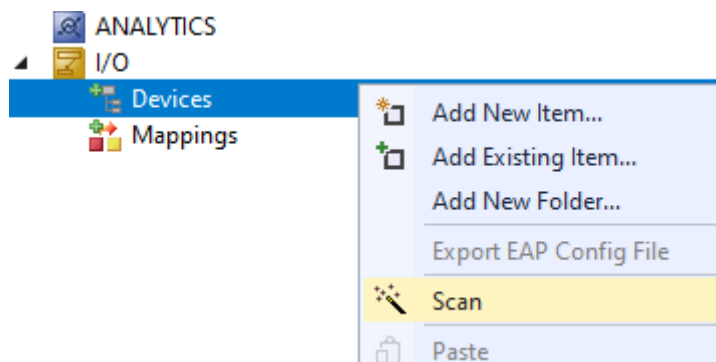 ANALYTICS
I/O
Devices
Mappings
Add New Item...
Add Existing Item...
Add New Folder...
Export EAP Config File
Scan
Paste